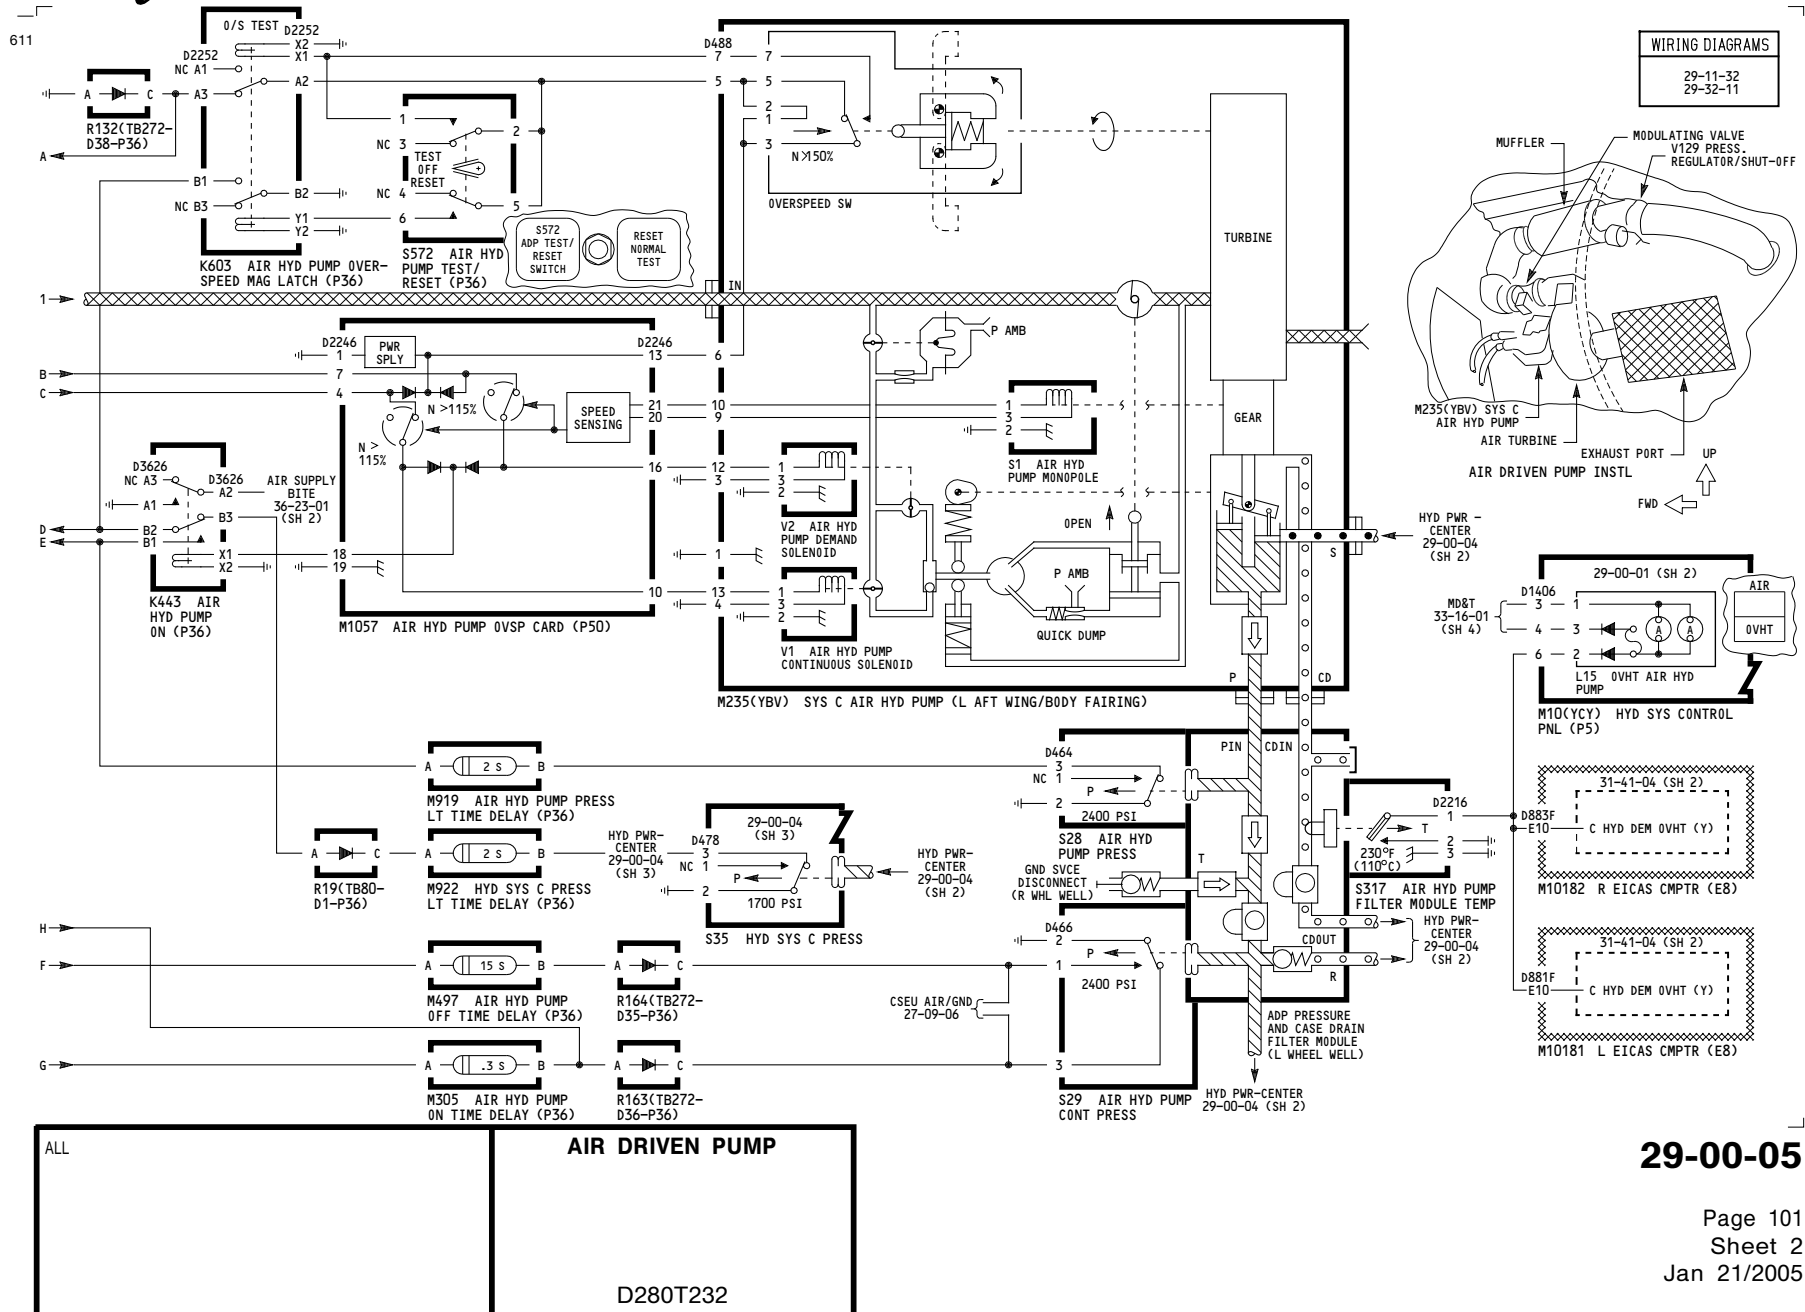 611
O/S TEST
D2252
X2
X1
D2252
NC A1
A2
A C
A3
R132(TB272-
D38-P36)
A
B1
NC B3
B2
Y1
Y2
K603 AIR HYD PUMP OVER-
SPEED MAG LATCH (P36)
1
NC 3
TEST
OFF
RESET
NC 4
6
2
5
S572 AIR HYD
PUMP TEST/
RESET (P36)
S572
ADP TEST/
RESET
SWITCH
RESET
NORMAL
TEST
D488
7 7
5 5
2
1
3
N>150%
OVERSPEED SW
TURBINE
WIRING DIAGRAMS
29-11-32
29-32-11
MUFFLER
MODULATING VALVE
V129 PRESS.
REGULATOR/SHUT-OFF
M235(YBV) SYS C
AIR HYD PUMP
AIR TURBINE
EXHAUST PORT
AIR DRIVEN PUMP INSTL
UP
FWD
1
IN
P AMB
D2246
1
PWR
SPLY
D2246
13 6
B
7
C
4
N >115%
N >
115%
SPEED
SENSING
21 10
20 9
1
3
2
S1 AIR HYD
PUMP MONOPOLE
GEAR
D3626
NC A3
D3626
A2
A1
AIR SUPPLY
BITE
36-23-01
(SH 2)
B3
B2
B1
D
E
X1
X2
K443 AIR
HYD PUMP
ON (P36)
18
19
16 12 1
3 3
2
V2 AIR HYD
PUMP DEMAND
SOLENOID
1
10 13 1
4 3
2
V1 AIR HYD PUMP
CONTINUOUS SOLENOID
M1057 AIR HYD PUMP OVSP CARD (P50)
OPEN
P AMB
QUICK DUMP
S
HYD PWR -
CENTER
29-00-04
(SH 2)
P
CD
M235(YBV) SYS C AIR HYD PUMP (L AFT WING/BODY FAIRING)
29-00-01 (SH 2)
D1406
MD&T
33-16-01
(SH 4)
3 1
4 3
6 2
A A
L15 OVHT AIR HYD
PUMP
AIR
OVHT
M10(YCY) HYD SYS CONTROL
PNL (P5)
A 2 S B
M919 AIR HYD PUMP PRESS
LT TIME DELAY (P36)
D464
3
NC 1
P
2
2400 PSI
S28 AIR HYD
PUMP PRESS
PIN CDIN
A C
R19(TB80-
D1-P36)
A 2 S B
M922 HYD SYS C PRESS
LT TIME DELAY (P36)
HYD PWR-
CENTER
29-00-04
(SH 3)
29-00-04
(SH 3)
D478
3
NC 1
P
2
1700 PSI
S35 HYD SYS C PRESS
HYD PWR-
CENTER
29-00-04
(SH 2)
T
GND SVCE
DISCONNECT
(R WHL WELL)
D2216
1
T
2
230°F
(110°C)
3
S317 AIR HYD PUMP
FILTER MODULE TEMP
HYD PWR-
CENTER
29-00-04
(SH 2)
31-41-04 (SH 2)
D883F
E10
C HYD DEM OVHT (Y)
M10182 R EICAS CMPTR (E8)
31-41-04 (SH 2)
D881F
E10
C HYD DEM OVHT (Y)
M10181 L EICAS CMPTR (E8)
H
F
A 15 S B
M497 AIR HYD PUMP
OFF TIME DELAY (P36)
A C
R164(TB272-
D35-P36)
CSEU AIR/GND
27-09-06
D466
2
P
1
2400 PSI
3
S29 AIR HYD PUMP
CONT PRESS
CDOUT
R
ADP PRESSURE
AND CASE DRAIN
FILTER MODULE
(L WHEEL WELL)
HYD PWR-CENTER
29-00-04 (SH 2)
G
A .3 S B
M305 AIR HYD PUMP
ON TIME DELAY (P36)
A C
R163(TB272-
D36-P36)
ALL
AIR DRIVEN PUMP
D280T232
29-00-05
Page 101
Sheet 2
Jan 21/2005